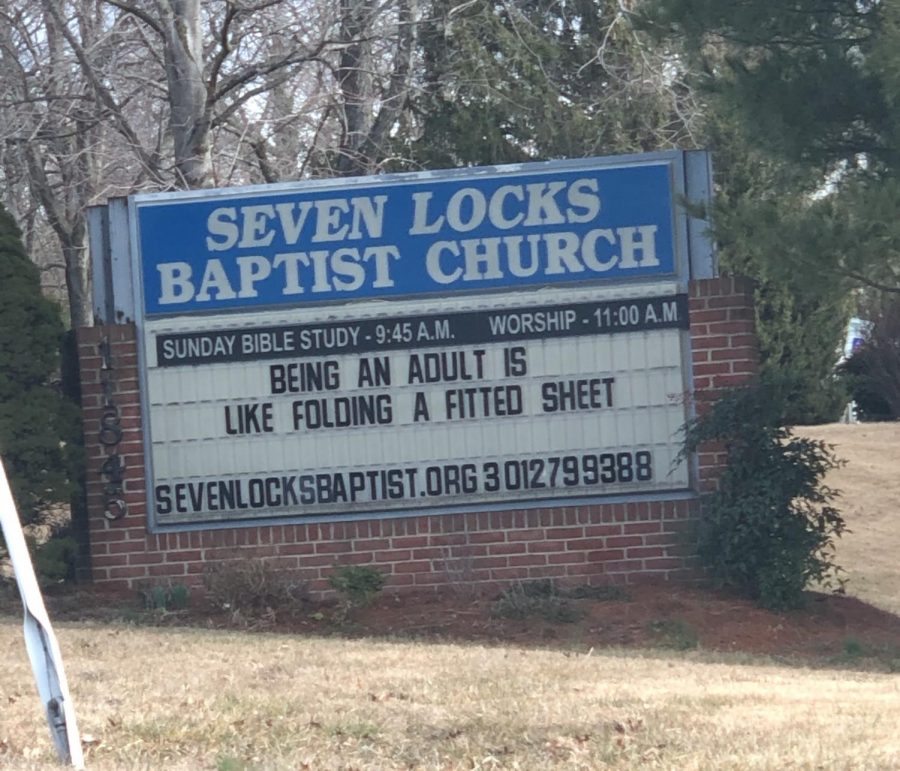 SEVEN LOCKS
BAPTIST CHURCH
SUNDAY BIBLE STUDY - 9:45 A.M. WORSHIP - 11:00 A.M
BEING AN ADULT IS
LIKE FOLDING A FITTED SHEET
SEVENLOCKSBAPTIST.ORG 3012799388
11845